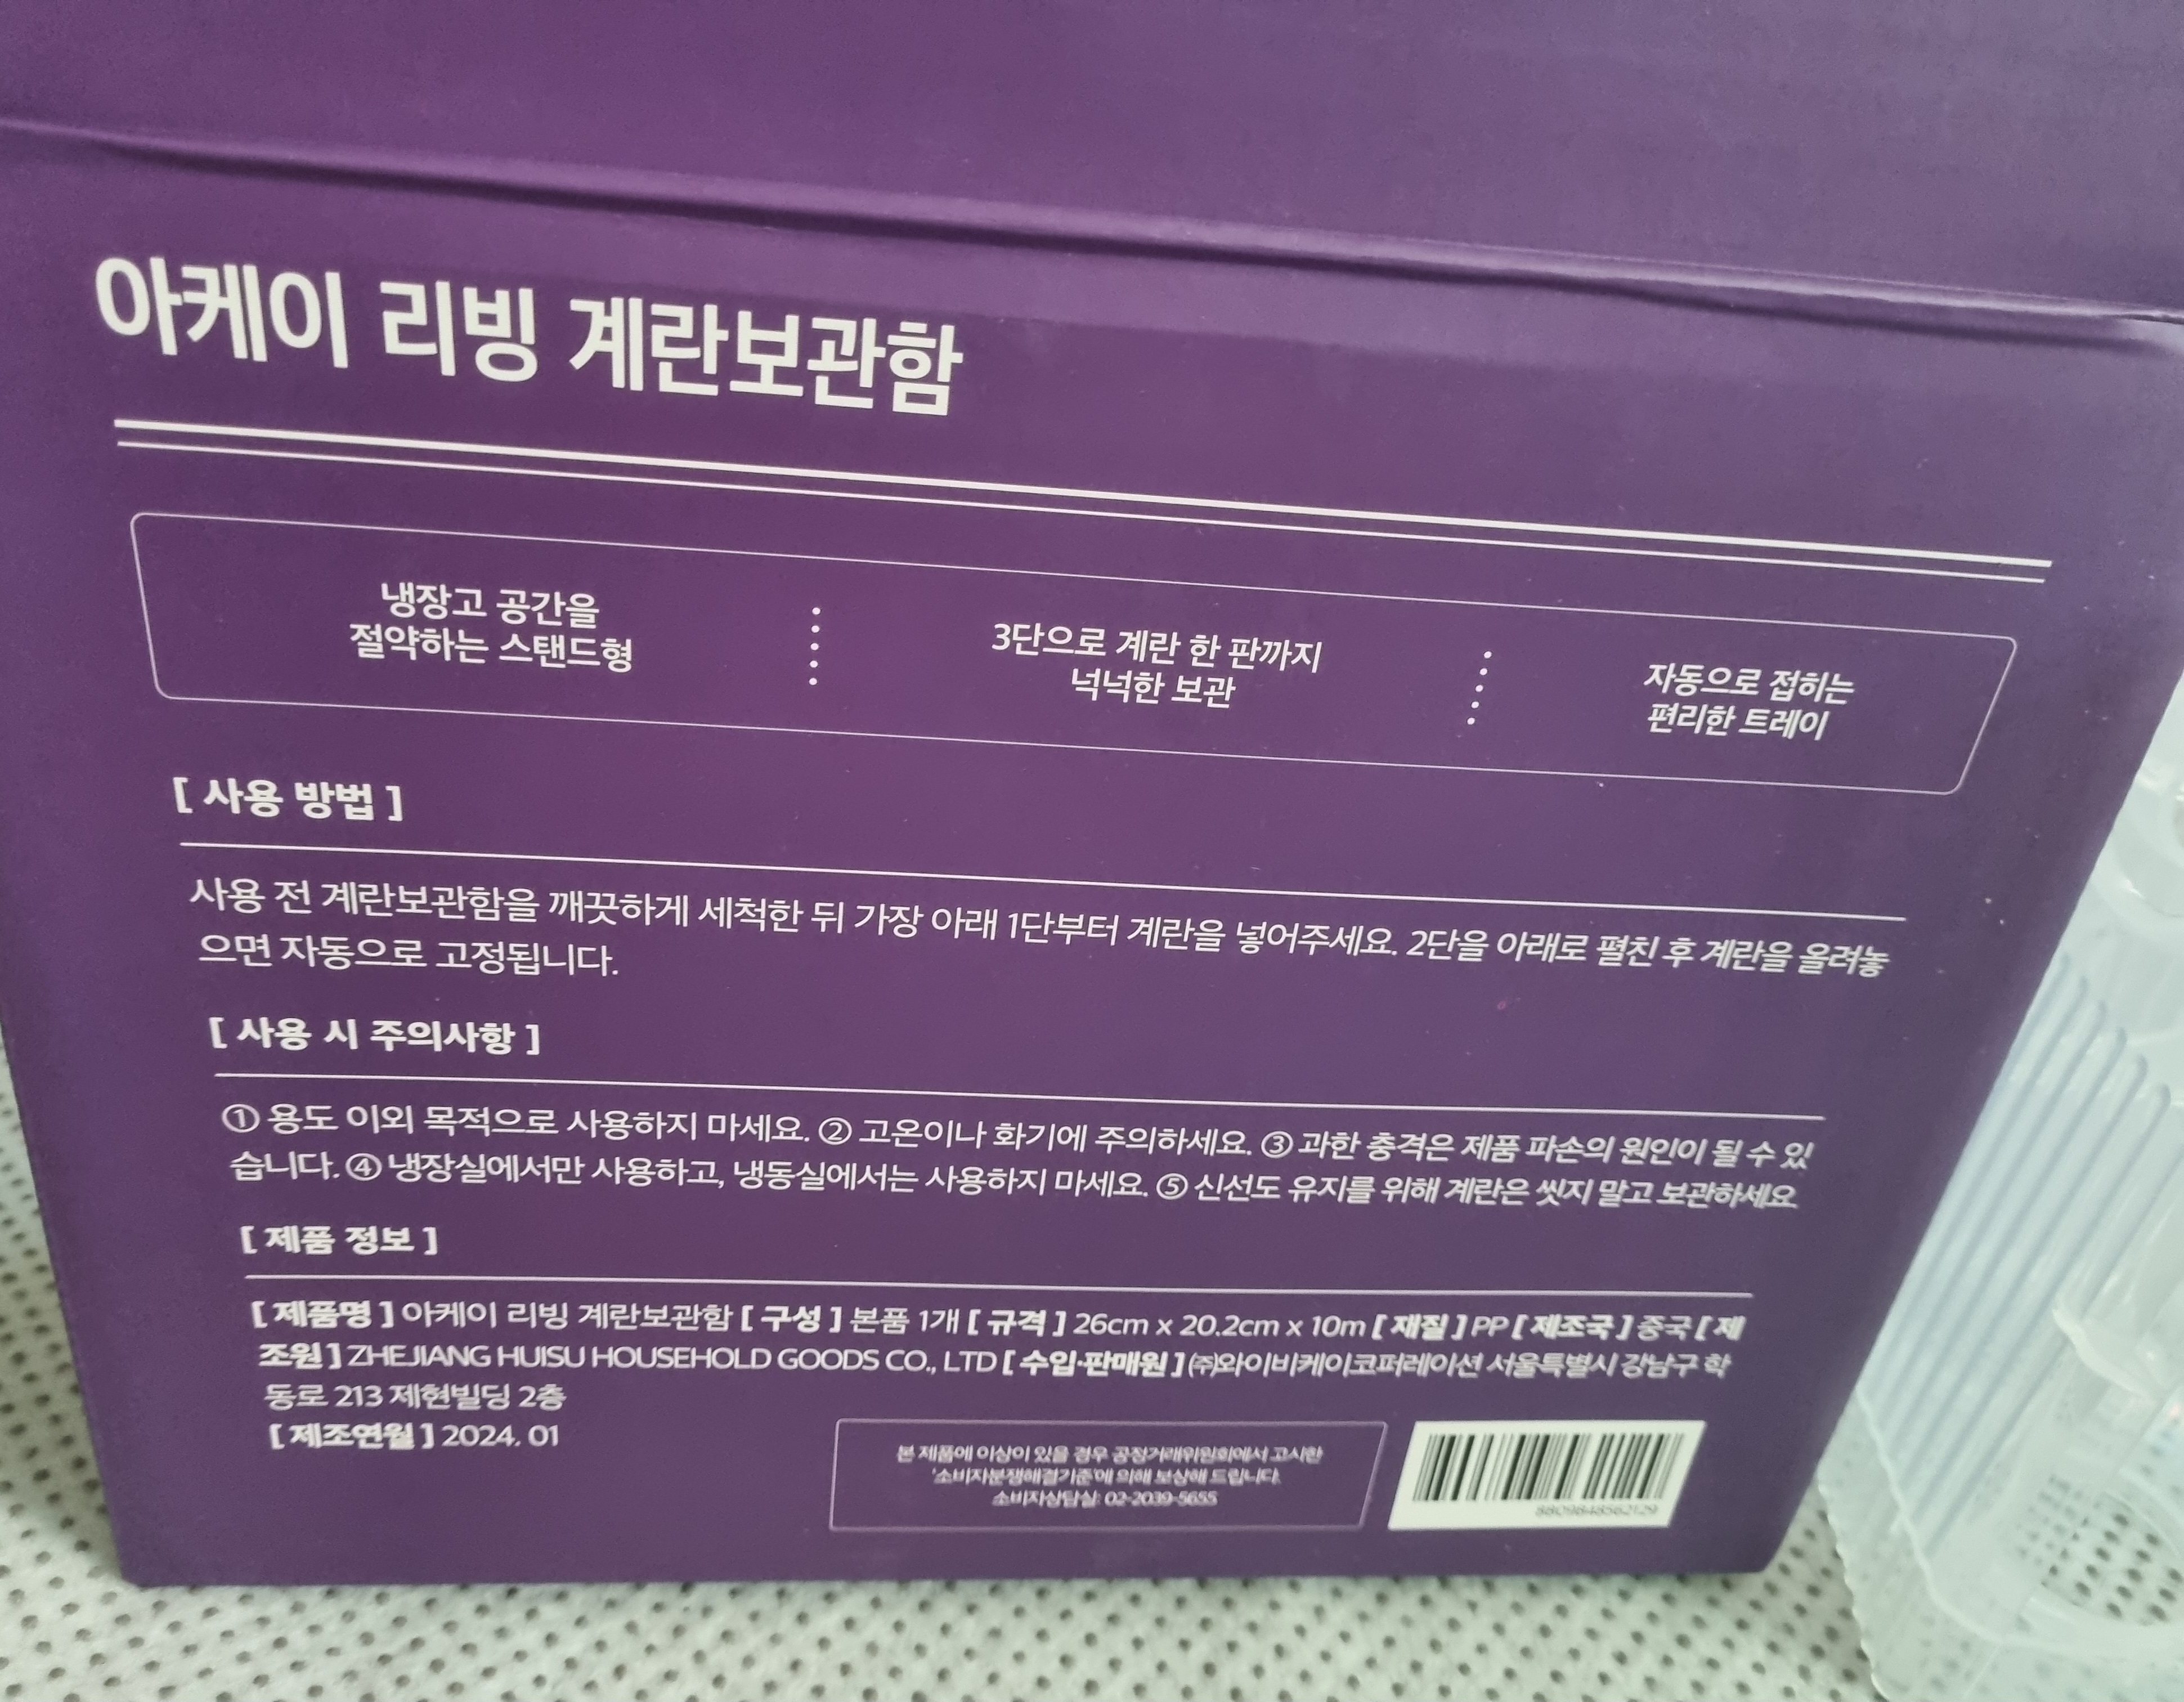 아케이 리빙 계란보관함
냉장고 공간을
절약하는 스탠드형
3단으로 계란 한 판까지
넉넉한 보관
자동으로 접히는
편리한 트레이
[ 사용 방법 ]
사용 전 계란보관함을 깨끗하게 세척한 뒤 가장 아래 1단부터 계란을 넣어주세요. 2단을 아래로 펼친 후 계란을 올려놓
으면 자동으로 고정됩니다.
[ 사용 시 주의사항 ]
① 용도 이외 목적으로 사용하지 마세요. ② 고온이나 화기에 주의하세요. ③ 과한 충격은 제품 파손의 원인이 될 수 있
습니다. ④ 냉장실에서만 사용하고, 냉동실에서는 사용하지 마세요. ⑤ 신선도 유지를 위해 계란은 씻지 말고 보관하세요.
[ 제품 정보 ]
[ 제품명 ] 아케이 리빙 계란보관함 [ 구성 ] 본품 1개 [ 규격 ] 26cm x 20.2cm x 10m [ 재질 ] PP [ 제조국 ] 중국 [ 제
조원 ] ZHEJIANG HUISU HOUSEHOLD GOODS CO., LTD [ 수입·판매원 ] ㈜와이비케이코퍼레이션 서울특별시 강남구 학
동로 213 제현빌딩 2층
[ 제조연월 ] 2024. 01
본 제품에 이상이 있을 경우 공정거래위원회에서 고시한
'소비자분쟁해결기준'에 의해 보상해 드립니다.
소비자상담실: 02-2039-5655
8809848562129